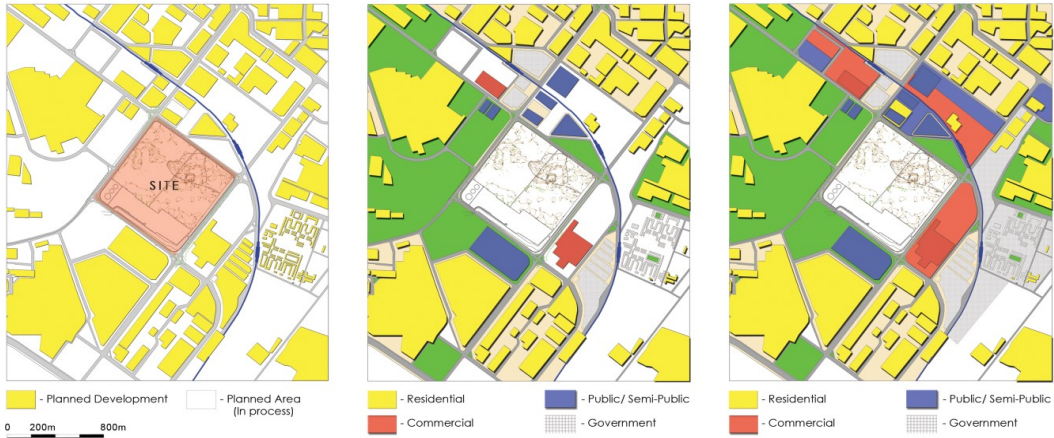 SITE
- Planned Development
- Planned Area
(In process)
0 200m 800m
- Residential
- Public/ Semi-Public
- Commercial
- Government
- Residential
- Public/ Semi-Public
- Commercial
- Government